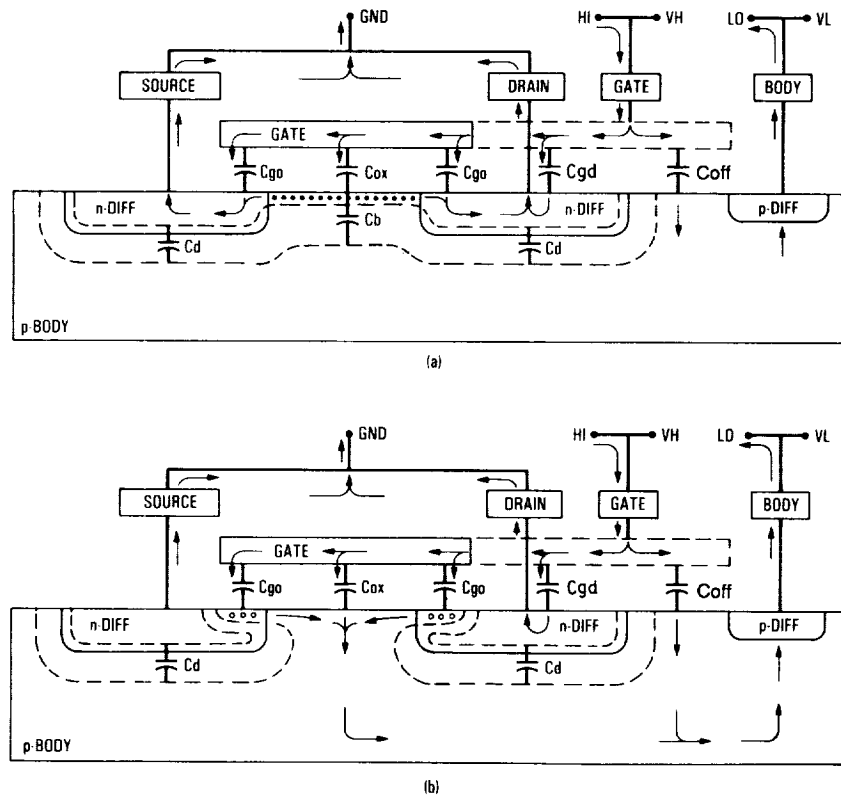 GND
HI VH
LO VL
SOURCE DRAIN GATE BODY
GATE
Cgo Cox Cgo Cgd Coff
n-DIFF n-DIFF p-DIFF
Cb
Cd Cd
p-BODY
(a)
GND
HI VH
LO VL
SOURCE DRAIN GATE BODY
GATE
Cgo Cox Cgo Cgd Coff
n-DIFF n-DIFF p-DIFF
Cd Cd
p-BODY
(b)